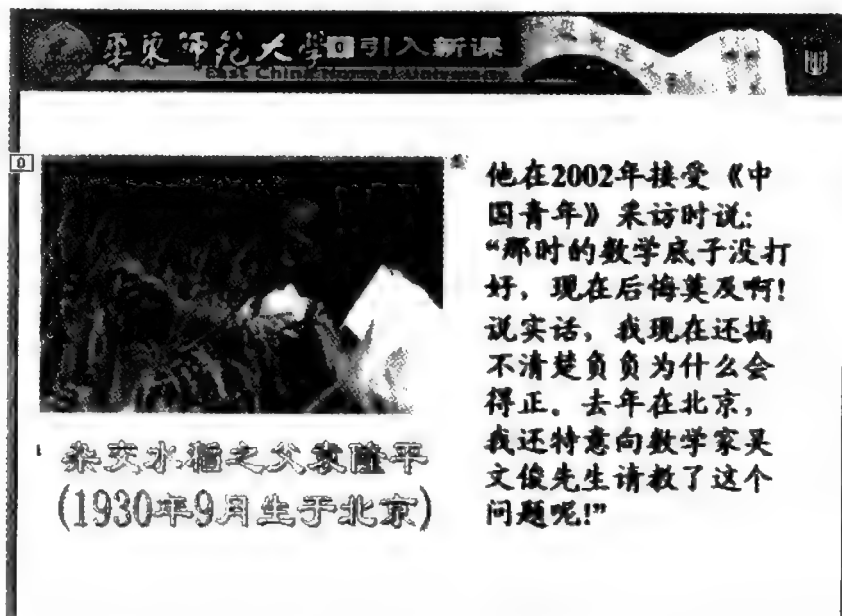 华东师范大学 引入新课
East China Normal University
他在2002年接受《中
国青年》采访时说:
“那时的数学底子没打
好，现在后悔莫及啊!
说实话，我现在还搞
不清楚负负为什么会
得正。去年在北京，
我还特意向数学家吴
文俊先生请教了这个
问题呢!”
杂交水稻之父袁隆平
(1930年9月生于北京)